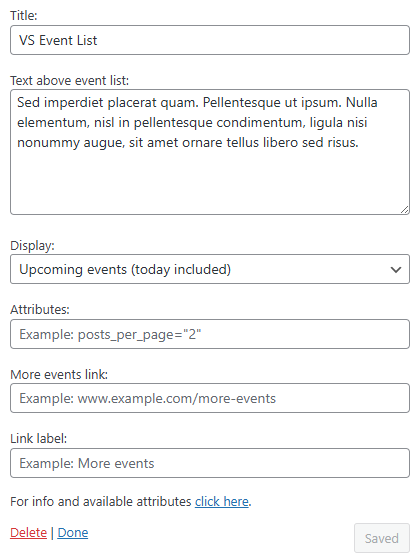 Title:
VS Event List
Text above event list:
Sed imperdiet placerat quam. Pellentesque ut ipsum. Nulla
elementum, nisl in pellentesque condimentum, ligula nisi
nonummy augue, sit amet ornare tellus libero sed risus.
Display:
Upcoming events (today included)
Attributes:
Example: posts_per_page="2"
More events link:
Example: www.example.com/more-events
Link label:
Example: More events
For info and available attributes click here.
Delete | Done
Saved